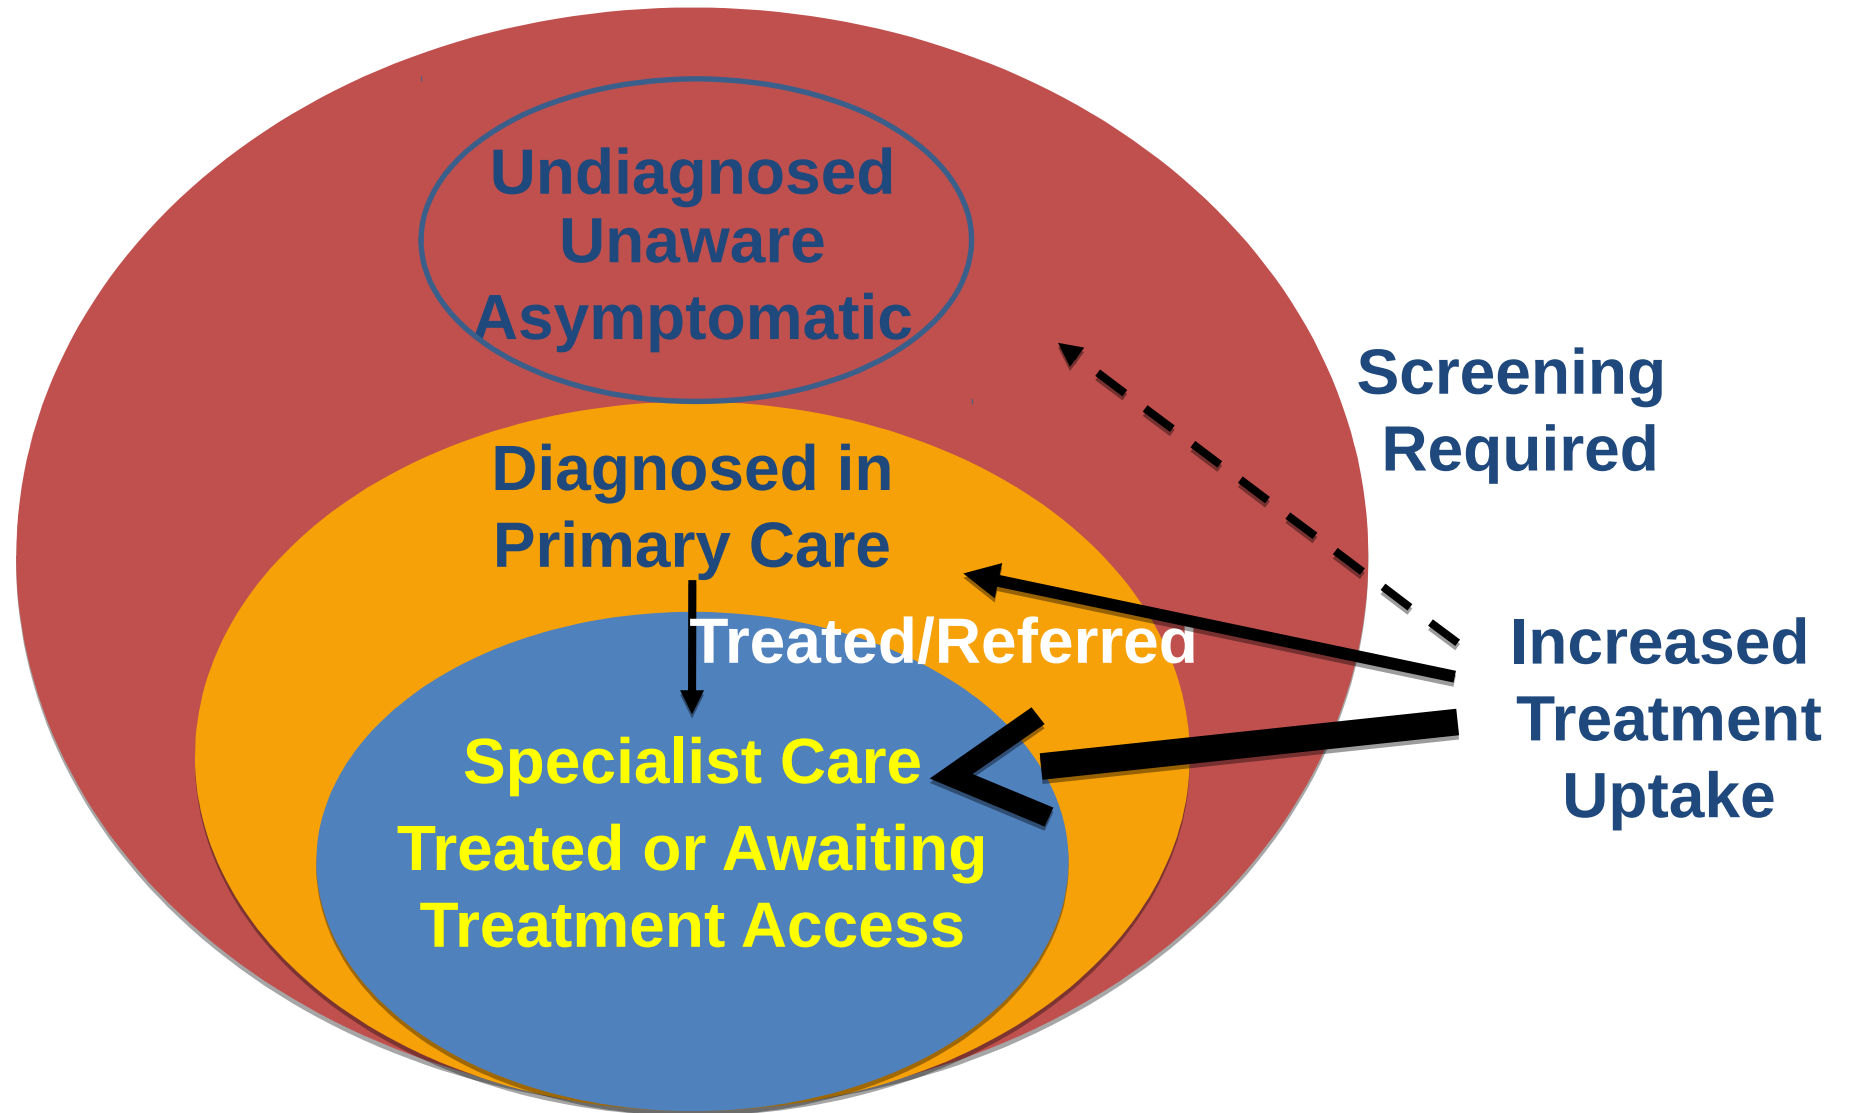 Undiagnosed
Unaware
Asymptomatic
Diagnosed in
Primary Care
Treated/Referred
Specialist Care
Treated or Awaiting
Treatment Access
Screening
Required
Increased
Treatment
Uptake